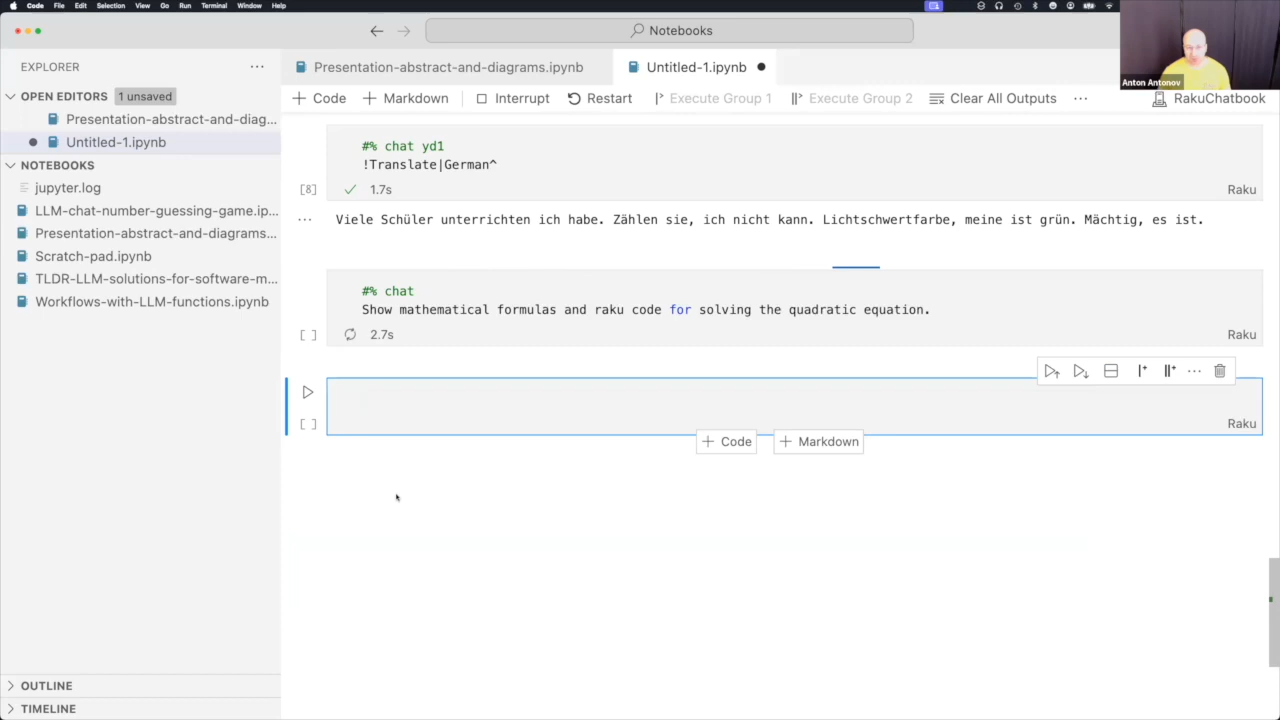 Code File Edit Selection View Go Run Terminal Window Help
Notebooks
Anton Antonov
EXPLORER
Presentation-abstract-and-diagrams.ipynb
Untitled-1.ipynb
OPEN EDITORS 1 unsaved
Code
Markdown
Interrupt
Restart
Execute Group 1
Execute Group 2
Clear All Outputs
RakuChatbook
Presentation-abstract-and-diag...
Untitled-1.ipynb
NOTEBOOKS
jupyter.log
LLM-chat-number-guessing-game.ip...
Presentation-abstract-and-diagrams...
Scratch-pad.ipynb
TLDR-LLM-solutions-for-software-m...
Workflows-with-LLM-functions.ipynb
#% chat yd1
!Translate|German^
[8]
1.7s
Raku
Viele Schüler unterrichten ich habe. Zählen sie, ich nicht kann. Lichtschwertfarbe, meine ist grün. Mächtig, es ist.
#% chat
Show mathematical formulas and raku code for solving the quadratic equation.
[ ]
2.7s
Raku
[ ]
Raku
Code
Markdown
OUTLINE
TIMELINE